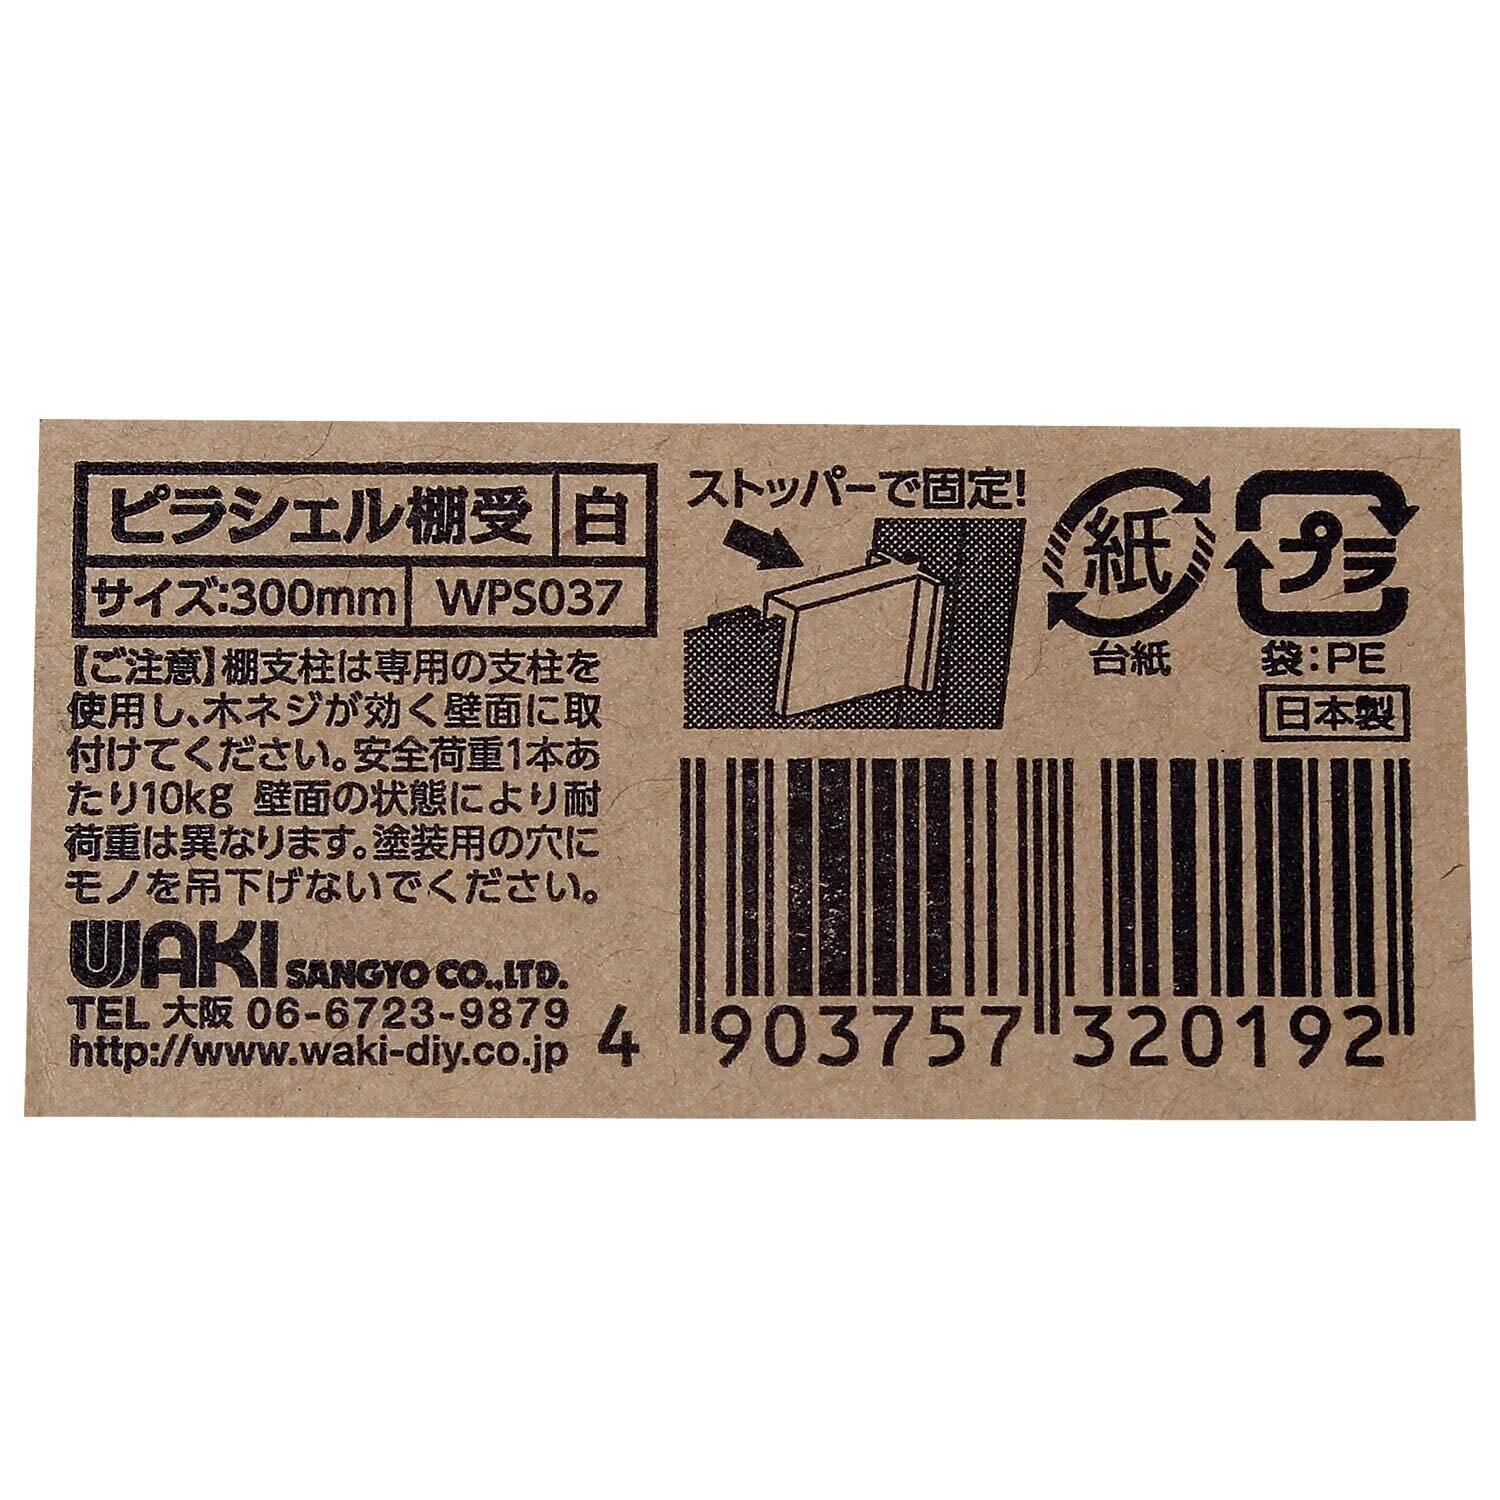 ピラシェル棚受 白
サイズ:300mm WPS037
【ご注意】棚支柱は専用の支柱を
使用し、木ネジが効く壁面に取
付けてください。安全荷重1本あ
たり10kg 壁面の状態により耐
荷重は異なります。塗装用の穴に
モノを吊下げないでください。
WAKI SANGYO CO.,LTD.
TEL 大阪 06-6723-9879
http://www.waki-diy.co.jp
ストッパーで固定!
紙
台紙
プラ
袋:PE
日本製
4 903757 320192